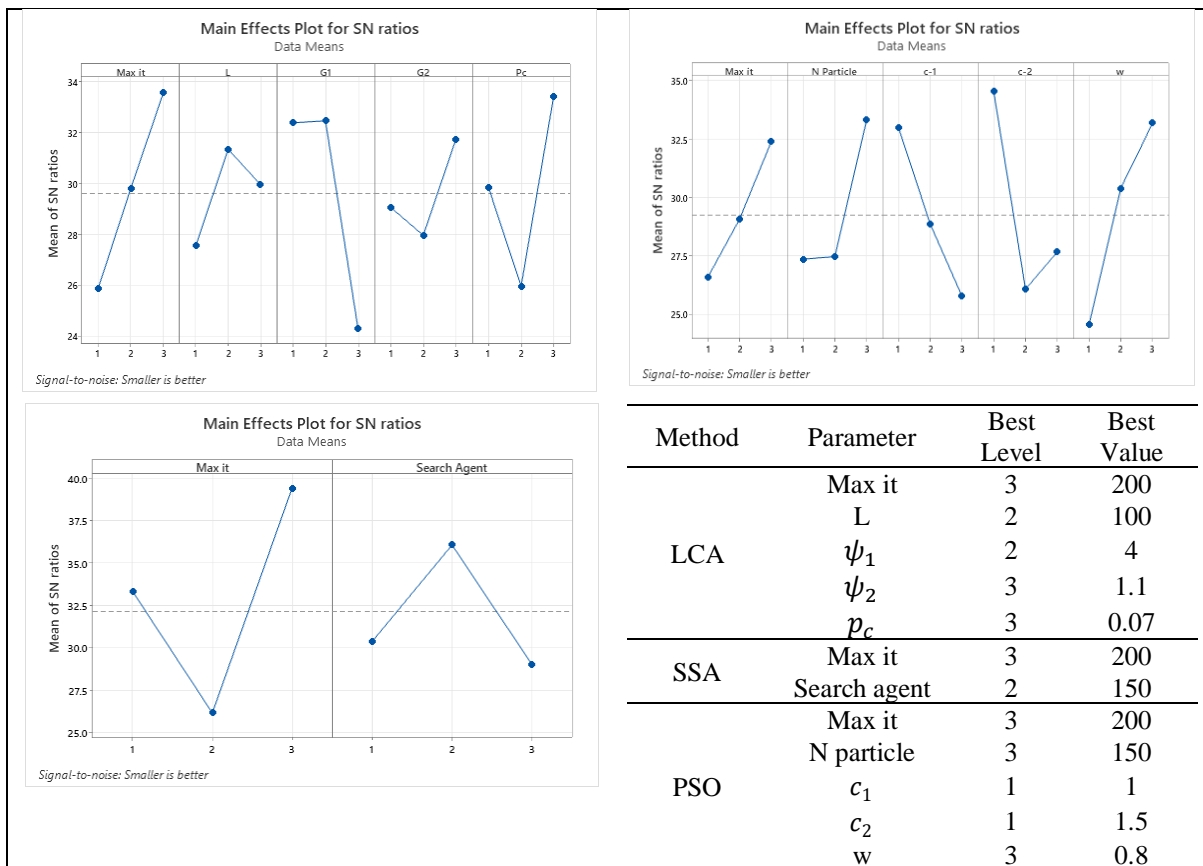 Main Effects Plot for SN ratios
Data Means
Max it L G1 G2 Pc
34
32
30
28
26
24
Mean of SN ratios
1 2 3 1 2 3 1 2 3 1 2 3 1 2 3
Signal-to-noise: Smaller is better
Main Effects Plot for SN ratios
Data Means
Max it N Particle c-1 c-2 w
35.0
32.5
30.0
27.5
25.0
Mean of SN ratios
1 2 3 1 2 3 1 2 3 1 2 3 1 2 3
Signal-to-noise: Smaller is better
Main Effects Plot for SN ratios
Data Means
Max it Search Agent
40.0
37.5
35.0
32.5
30.0
27.5
25.0
Mean of SN ratios
1 2 3 1 2 3
Signal-to-noise: Smaller is better
Method Parameter Best Level Best Value
LCA
Max it 3 200
L 2 100
ψ1 2 4
ψ2 3 1.1
pc 3 0.07
SSA
Max it 3 200
Search agent 2 150
PSO
Max it 3 200
N particle 3 150
c1 1 1
c2 1 1.5
w 3 0.8